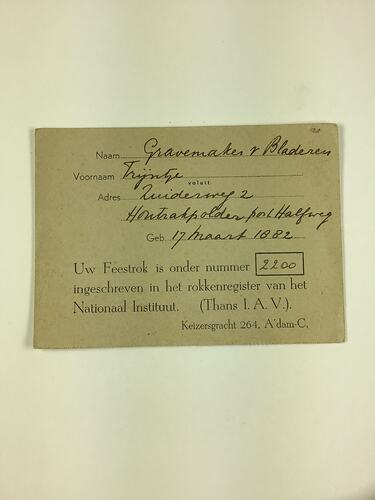 Naam Gravemaker v Bladeren
Voornaam Trijntje
voluit
Adres Zuiderweg 2
Houtrakpolder post Halfweg
Geb. 17 Maart 1882
Uw Feestrok is onder nummer 2200
ingeschreven in het rokkenregister van het
Nationaal Instituut. (Thans I. A. V.).
Keizersgracht 264, A'dam-C,